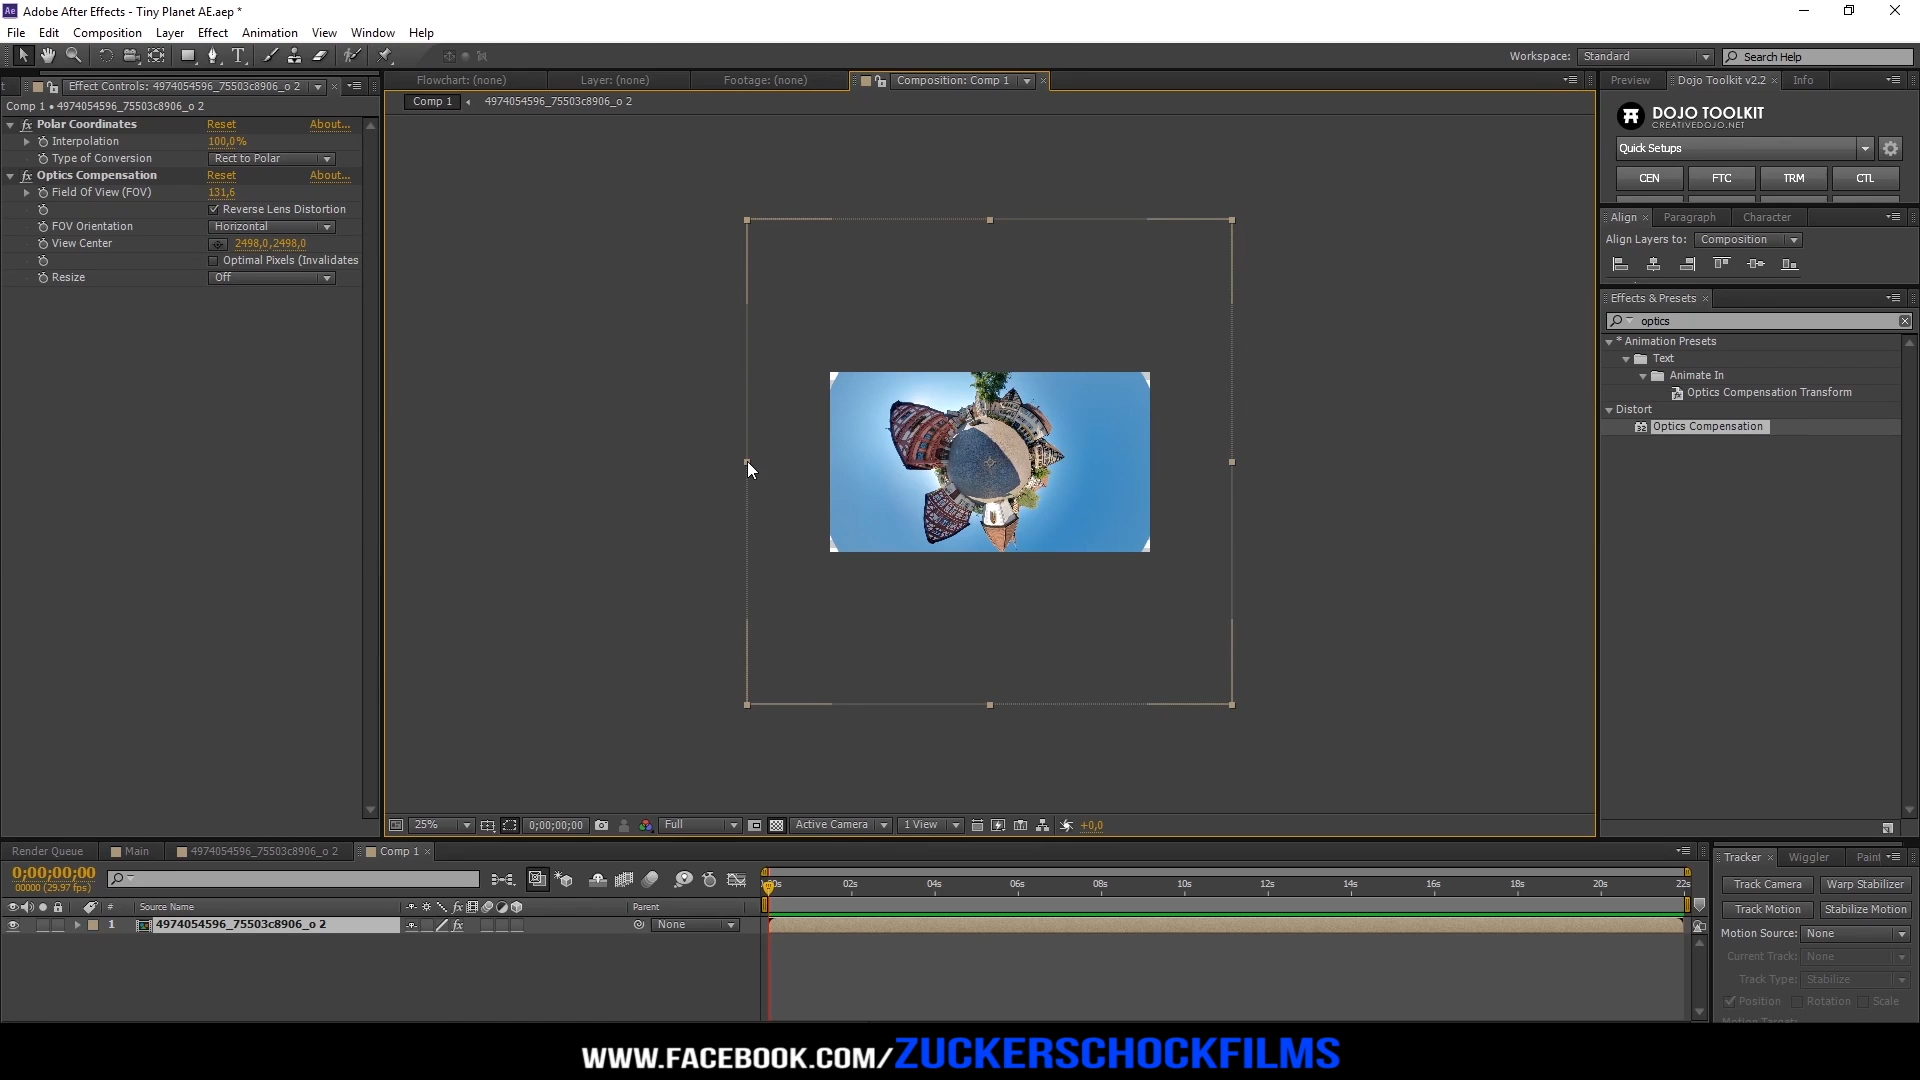 Adobe After Effects - Tiny Planet AE.aep *
File Edit Composition Layer Effect Animation View Window Help
Workspace: Standard Search Help
Effect Controls: 4974054596_75503c8906_o 2
Flowchart: (none) Layer: (none) Footage: (none) Composition: Comp 1
Preview Dojo Toolkit v2.2 Info
Comp 1 • 4974054596_75503c8906_o 2
Comp 1 4974054596_75503c8906_o 2
Polar Coordinates Reset About...
Interpolation 100,0%
Type of Conversion Rect to Polar
Optics Compensation Reset About...
Field Of View (FOV) 131,6
Reverse Lens Distortion
FOV Orientation Horizontal
View Center 2498,0,2498,0
Optimal Pixels (Invalidates
Resize Off
DOJO TOOLKIT
CREATIVEDOJO.NET
Quick Setups
CEN FTC TRM CTL
Align Paragraph Character
Align Layers to: Composition
Effects & Presets
optics
* Animation Presets
Text
Animate In
Optics Compensation Transform
Distort
32
Optics Compensation
25% 0;00;00;00 Full Active Camera 1 View +0,0
Render Queue Main 4974054596_75503c8906_o 2 Comp 1
0;00;00;00
00000 (29.97 fps)
:00s 02s 04s 06s 08s 10s 12s 14s 16s 18s 20s 22s
# Source Name Parent
1 4974054596_75503c8906_o 2 None
Tracker Wiggler Paint
Track Camera Warp Stabilizer
Track Motion Stabilize Motion
Motion Source: None
Current Track: None
Track Type: Stabilize
Position Rotation Scale
Motion Target:
WWW.FACEBOOK.COM/ZUCKERSCHOCKFILMS